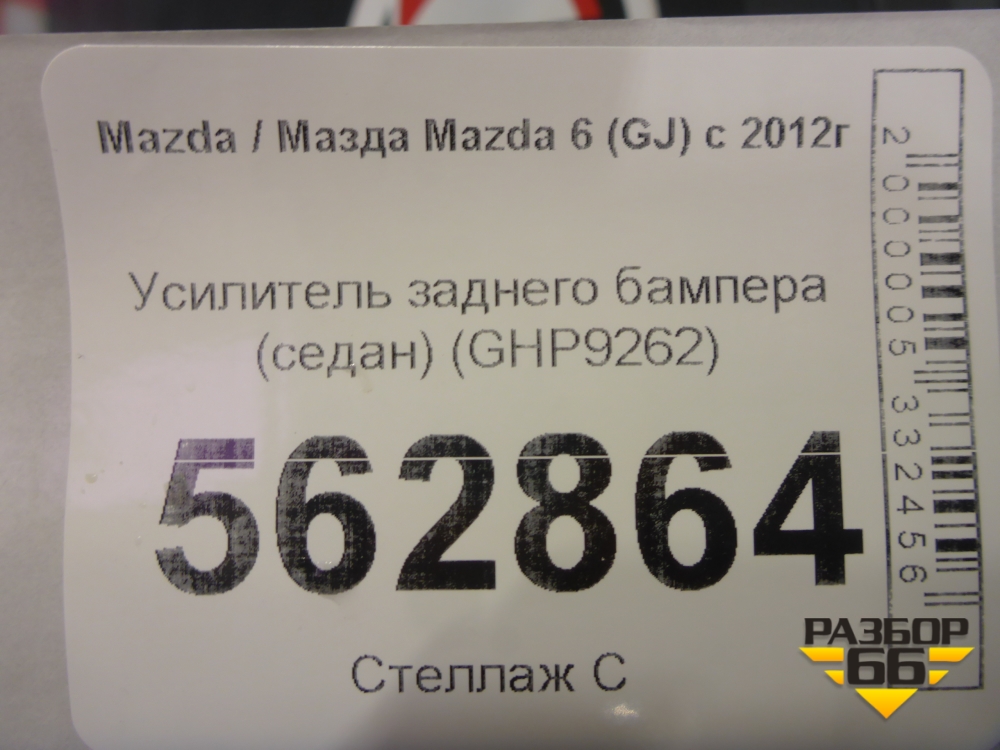 Mazda / Мазда Mazda 6 (GJ) с 2012г
Усилитель заднего бампера
(седан) (GHP9262)
562864
Стеллаж С
2000005332456
РАЗБОР
66